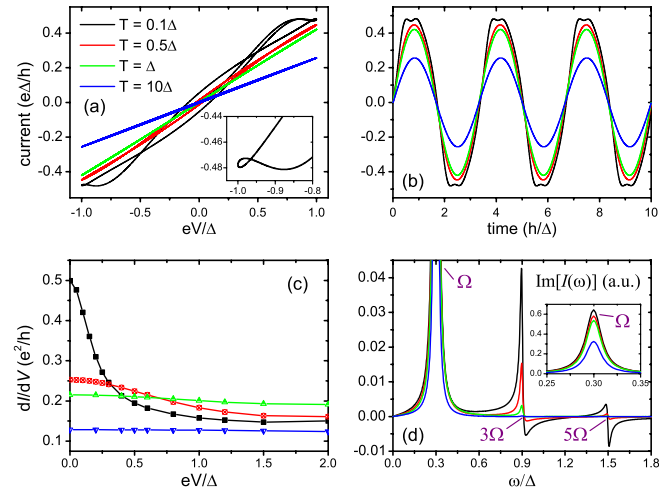 0.4
0.2
0.0
-0.2
-0.4
current (eΔ/h)
T = 0.1Δ
T = 0.5Δ
T = Δ
T = 10Δ
(a)
-0.44
-0.46
-0.48
-1.0 -0.9 -0.8
-1.0 -0.5 0.0 0.5 1.0
eV/Δ
0.4
0.2
0.0
-0.2
-0.4
(b)
0 2 4 6 8 10
time (h/Δ)
0.5
0.4
0.3
0.2
0.1
dI/dV (e²/h)
(c)
0.0 0.5 1.0 1.5 2.0
eV/Δ
0.04
0.03
0.02
0.01
0.00
-0.01
Ω
Im[I(ω)] (a.u.)
0.6
0.4
0.2
0.0
Ω
0.25 0.30 0.35
(d)
3Ω
5Ω
0.0 0.3 0.6 0.9 1.2 1.5 1.8
ω/Δ